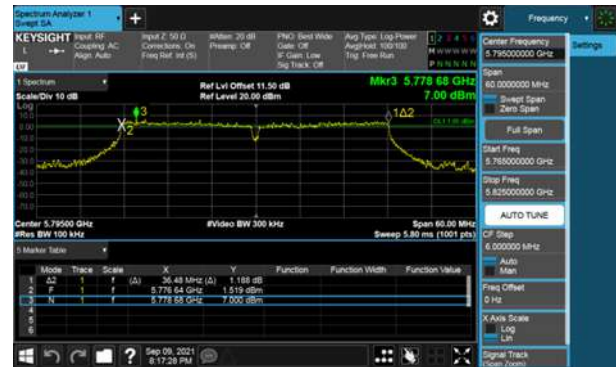 Spectrum Analyzer 1
Swept SA
+
Frequency
KEYSIGHT
Input: RF
Coupling: AC
Align: Auto
Input Z: 50 Ω
Corrections: On
Freq Ref: Int (S)
#Atten: 20 dB
Preamp: Off
PNO: Best Wide
Gate: Off
IF Gain: Low
Sig Track: Off
Avg Type: Log-Power
Avg|Hold: 100/100
Trig: Free Run
L
LW
1 Spectrum
Scale/Div 10 dB
Log
Ref Lvl Offset 11.50 dB
Ref Level 20.00 dBm
Mkr3 5.778 68 GHz
7.00 dBm
10.0
0.00
3
2
1Δ2
Center 5.79500 GHz
#Res BW 100 kHz
#Video BW 300 kHz
Span 60.00 MHz
Sweep 5.80 ms (1001 pts)
5 Marker Table
Mode Trace Scale X Y Function Function Width Function Value
1 Δ2 1 f (Δ) 36.48 MHz (Δ) 1.188 dB
2 F 1 f 5.776 64 GHz 1.519 dBm
3 N 1 f 5.778 68 GHz 7.000 dBm
4
5
6
Sep 09, 2021
8:17:28 PM
Center Frequency
5.795000000 GHz
Settings
Span
60.0000000 MHz
Swept Span
Zero Span
Full Span
Start Freq
5.765000000 GHz
Stop Freq
5.825000000 GHz
AUTO TUNE
CF Step
6.000000 MHz
Auto
Man
Freq Offset
0 Hz
X Axis Scale
Log
Lin
Signal Track
(Span Zoom)